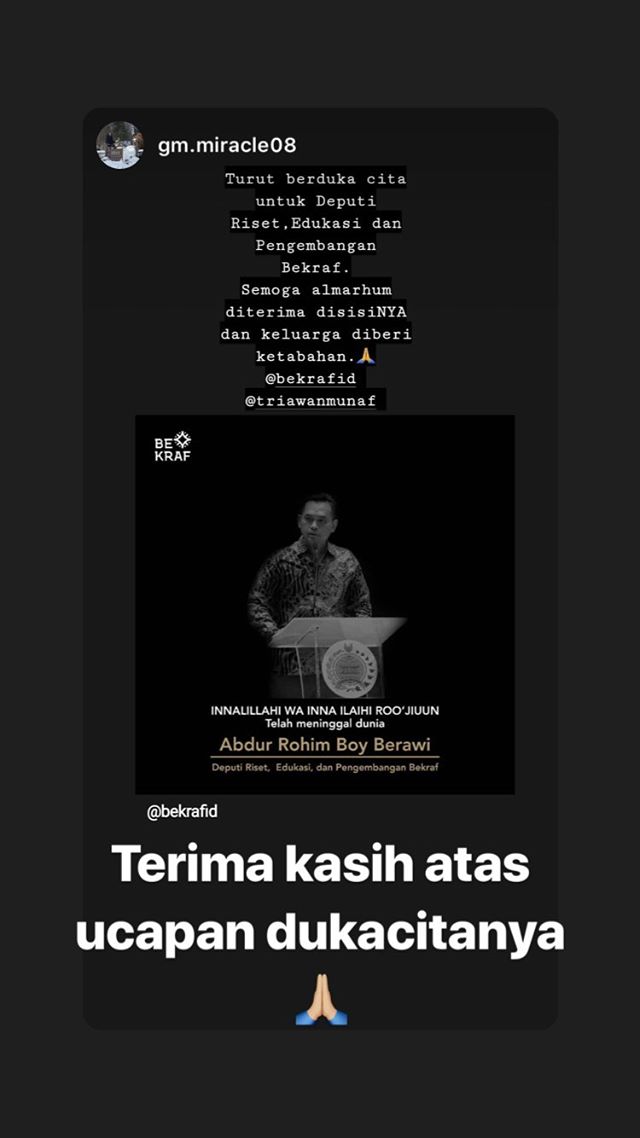 gm.miracle08
Turut berduka cita
untuk Deputi
Riset,Edukasi dan
Pengembangan
Bekraf.
Semoga almarhum
diterima disisiNYA
dan keluarga diberi
ketabahan.🙏
@bekrafid
@triawanmunaf
BE
KRAF
INNALILLAHI WA INNA ILAIHI ROO'JIUUN
Telah meninggal dunia
Abdur Rohim Boy Berawi
Deputi Riset, Edukasi, dan Pengembangan Bekraf
@bekrafid
Terima kasih atas
ucapan dukacitanya
🙏🏼